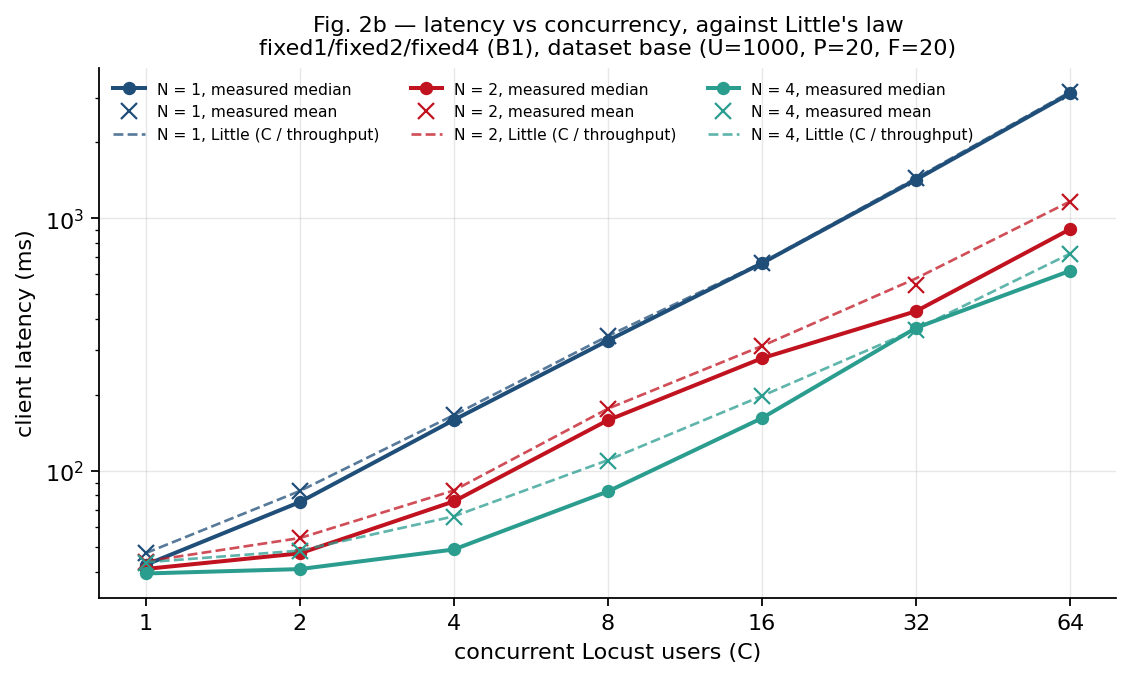 Fig. 2b — latency vs concurrency, against Little's law
fixed1/fixed2/fixed4 (B1), dataset base (U=1000, P=20, F=20)
N = 1, measured median
N = 1, measured mean
N = 1, Little (C / throughput)
N = 2, measured median
N = 2, measured mean
N = 2, Little (C / throughput)
N = 4, measured median
N = 4, measured mean
N = 4, Little (C / throughput)
client latency (ms)
10³
10²
1 2 4 8 16 32 64
concurrent Locust users (C)